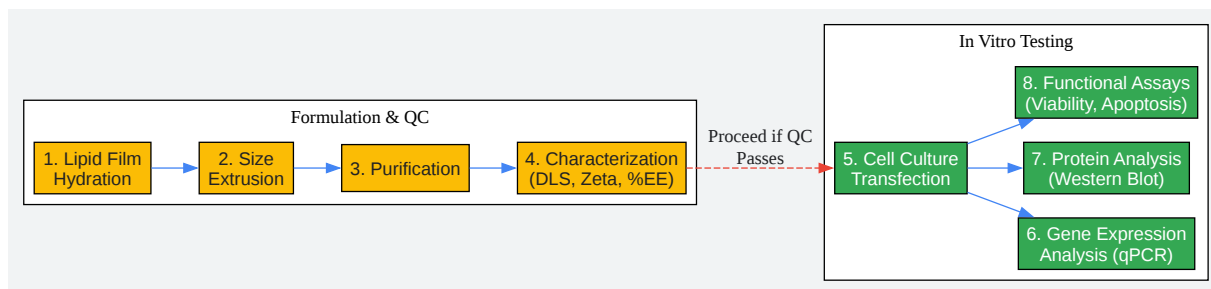 Formulation & QC
1. Lipid Film
Hydration
2. Size
Extrusion
3. Purification
4. Characterization
(DLS, Zeta, %EE)
Proceed if QC
Passes
In Vitro Testing
5. Cell Culture
Transfection
8. Functional Assays
(Viability, Apoptosis)
7. Protein Analysis
(Western Blot)
6. Gene Expression
Analysis (qPCR)